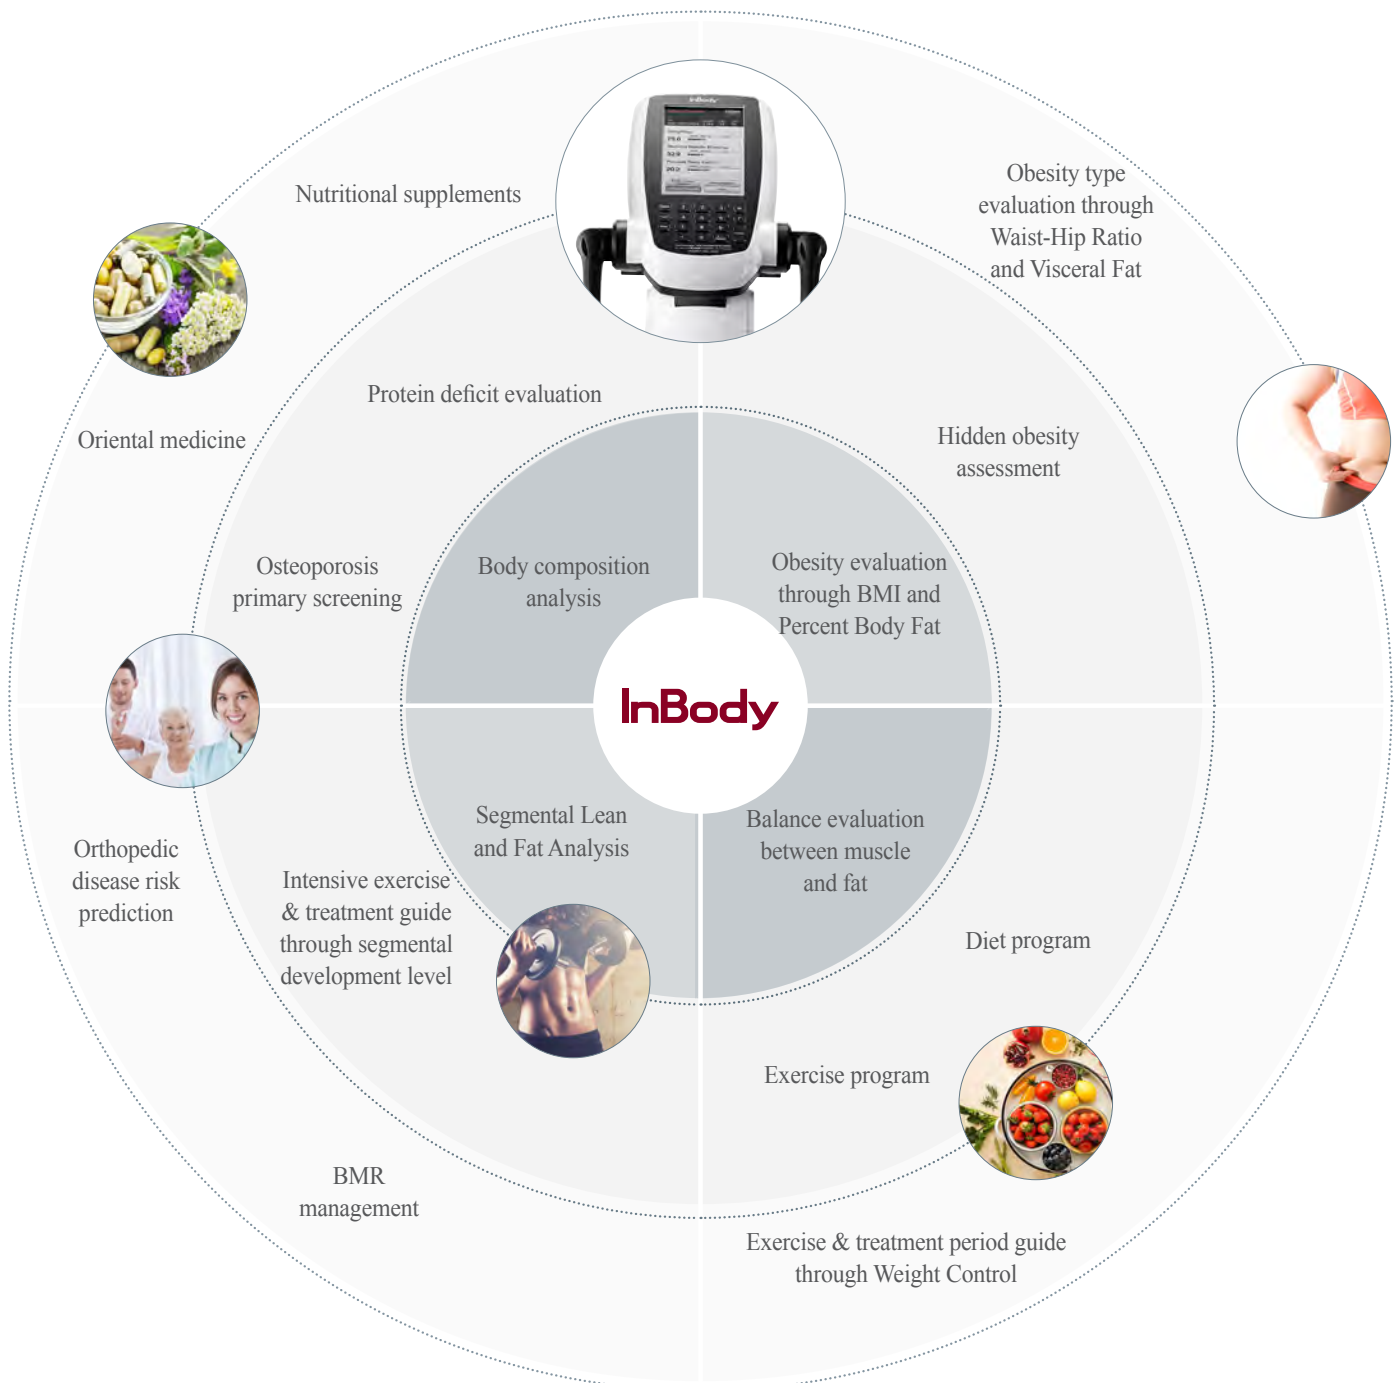 InBody
Nutritional supplements
Obesity type
evaluation through
Waist-Hip Ratio
and Visceral Fat
Protein deficit evaluation
Hidden obesity
assessment
Oriental medicine
Osteoporosis
primary screening
Body composition
analysis
Obesity evaluation
through BMI and
Percent Body Fat
InBody
Segmental Lean
and Fat Analysis
Balance evaluation
between muscle
and fat
Orthopedic
disease risk
prediction
Intensive exercise
& treatment guide
through segmental
development level
Diet program
Exercise program
BMR
management
Exercise & treatment period guide
through Weight Control